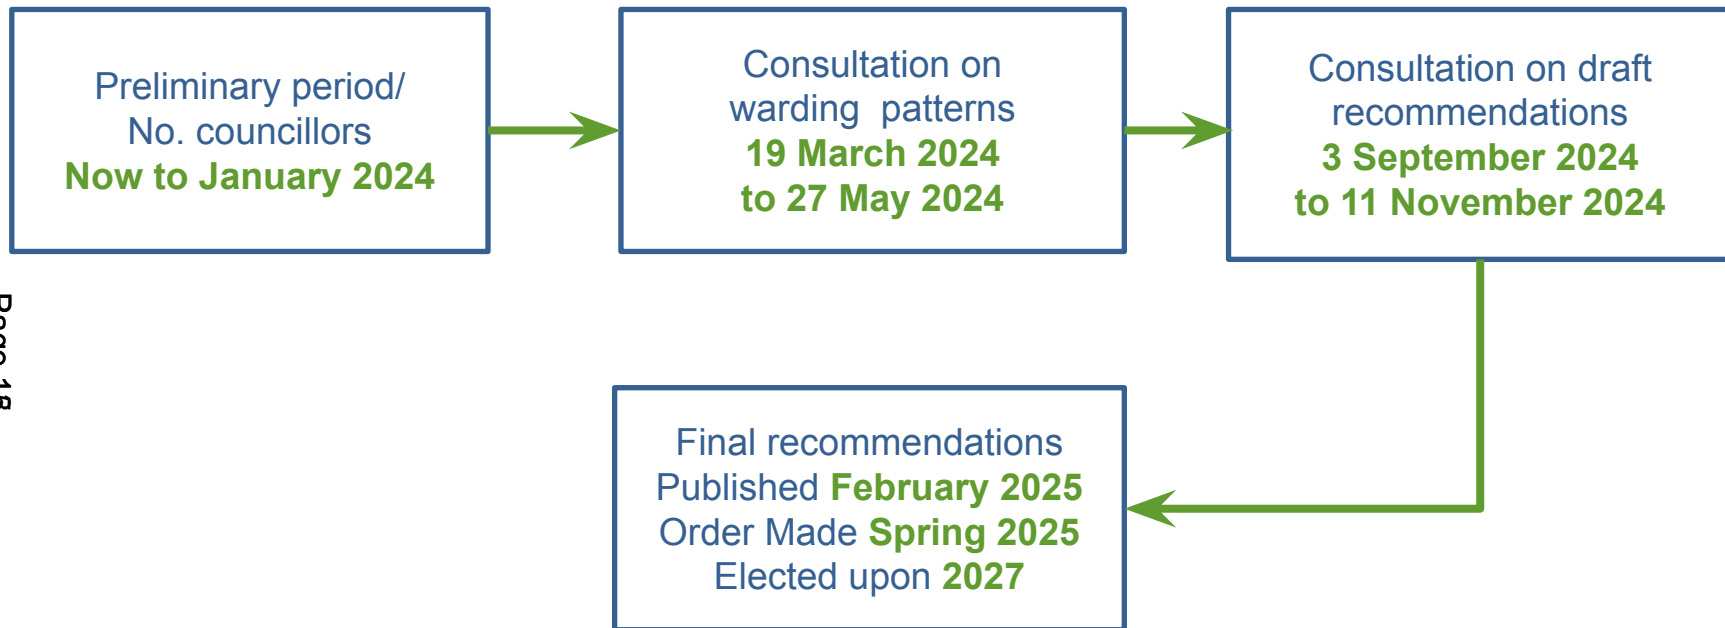 Preliminary period/
No. councillors
Now to January 2024
Consultation on
warding patterns
19 March 2024
to 27 May 2024
Consultation on draft
recommendations
3 September 2024
to 11 November 2024
Page
Final recommendations
Published February 2025
Order Made Spring 2025
Elected upon 2027